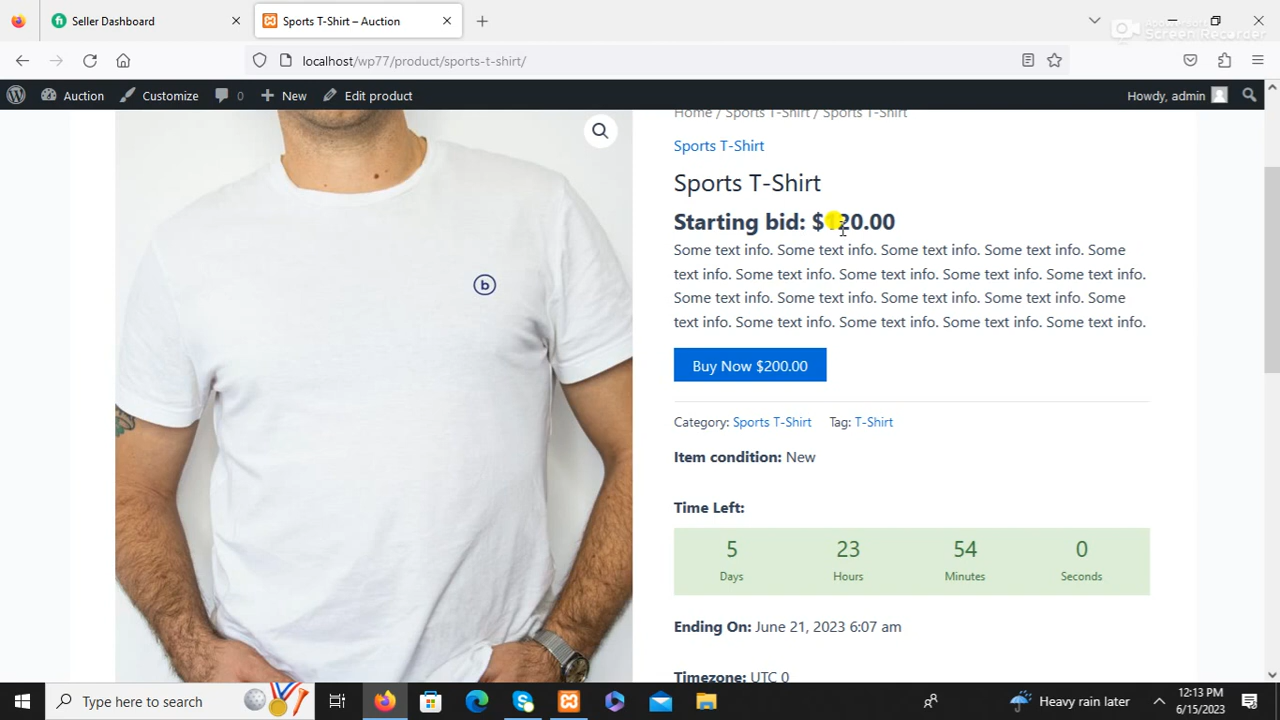 Seller Dashboard
Sports T-Shirt – Auction
Screen Recorder
localhost/wp77/product/sports-t-shirt/
Auction
Customize
0
New
Edit product
Howdy, admin
Home / Sports T-Shirt / Sports T-Shirt
Sports T-Shirt
Sports T-Shirt
Starting bid: $120.00
Some text info. Some text info. Some text info. Some text info. Some
text info. Some text info. Some text info. Some text info. Some text info.
Some text info. Some text info. Some text info. Some text info. Some
text info. Some text info. Some text info. Some text info. Some text info.
Buy Now $200.00
Category: Sports T-Shirt Tag: T-Shirt
Item condition: New
Time Left:
5 23 54 0
Days Hours Minutes Seconds
Ending On: June 21, 2023 6:07 am
Timezone: UTC 0
b
Type here to search
Heavy rain later
12:13 PM
6/15/2023